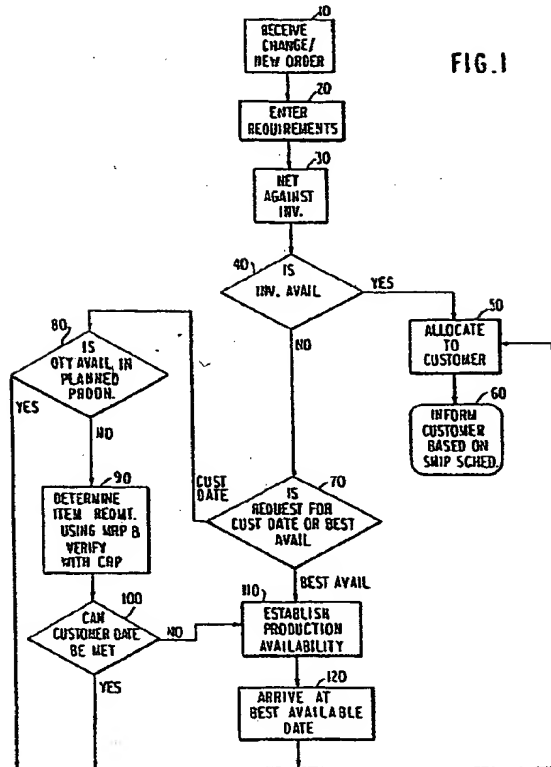 10
RECEIVE
CHANGE/
NEW ORDER
FIG.1
20
ENTER
REQUIREMENTS
30
NET
AGAINST
INV.
40
IS
INV. AVAIL
YES
NO
50
ALLOCATE
TO
CUSTOMER
60
INFORM
CUSTOMER
BASED ON
SHIP SCHED.
70
IS
REQUEST FOR
CUST DATE OR BEST
AVAIL
CUST
DATE
BEST AVAIL
80
IS
QTY AVAIL, IN
PLANNED
PRODN.
YES
NO
90
DETERMINE
ITEM REQMT.
USING MRP &
VERIFY
WITH CRP
100
CAN
CUSTOMER DATE
BE MET
NO
YES
110
ESTABLISH
PRODUCTION
AVAILABILITY
120
ARRIVE AT
BEST AVAILABLE
DATE